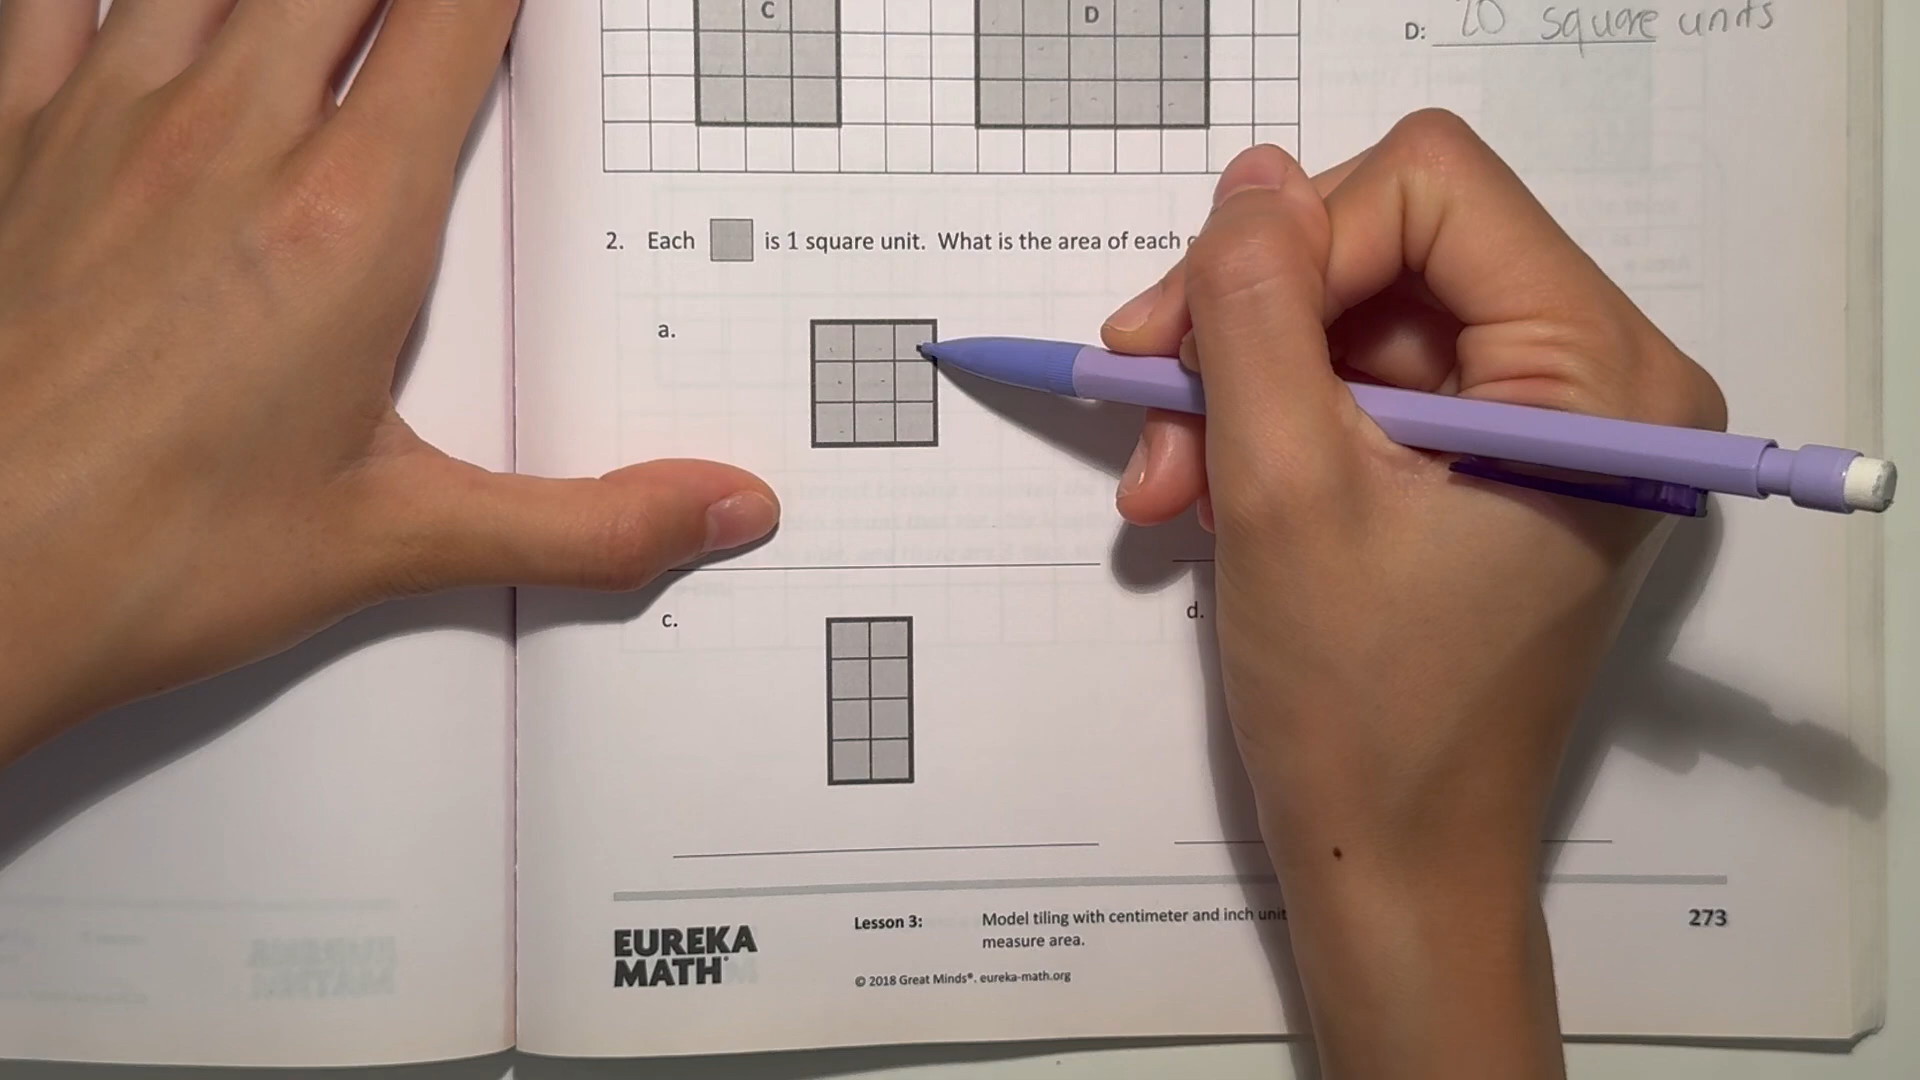 C
D
D: 20 square units
2. Each is 1 square unit. What is the area of each
a.
c.
d.
EUREKA
MATH
Lesson 3:
Model tiling with centimeter and inch unit
measure area.
© 2018 Great Minds®. eureka-math.org
273